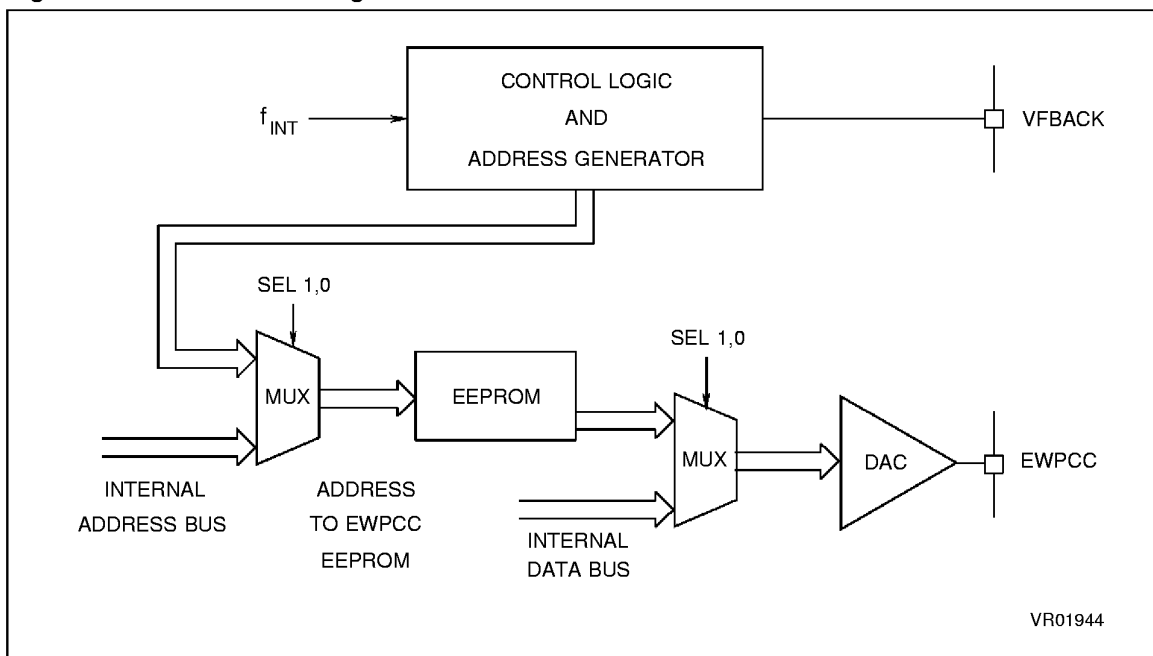 CONTROL LOGIC
AND
ADDRESS GENERATOR
fINT
VFBACK
SEL 1,0
SEL 1,0
MUX
EEPROM
MUX
DAC
EWPCC
INTERNAL
ADDRESS BUS
ADDRESS
TO EWPCC
EEPROM
INTERNAL
DATA BUS
VR01944